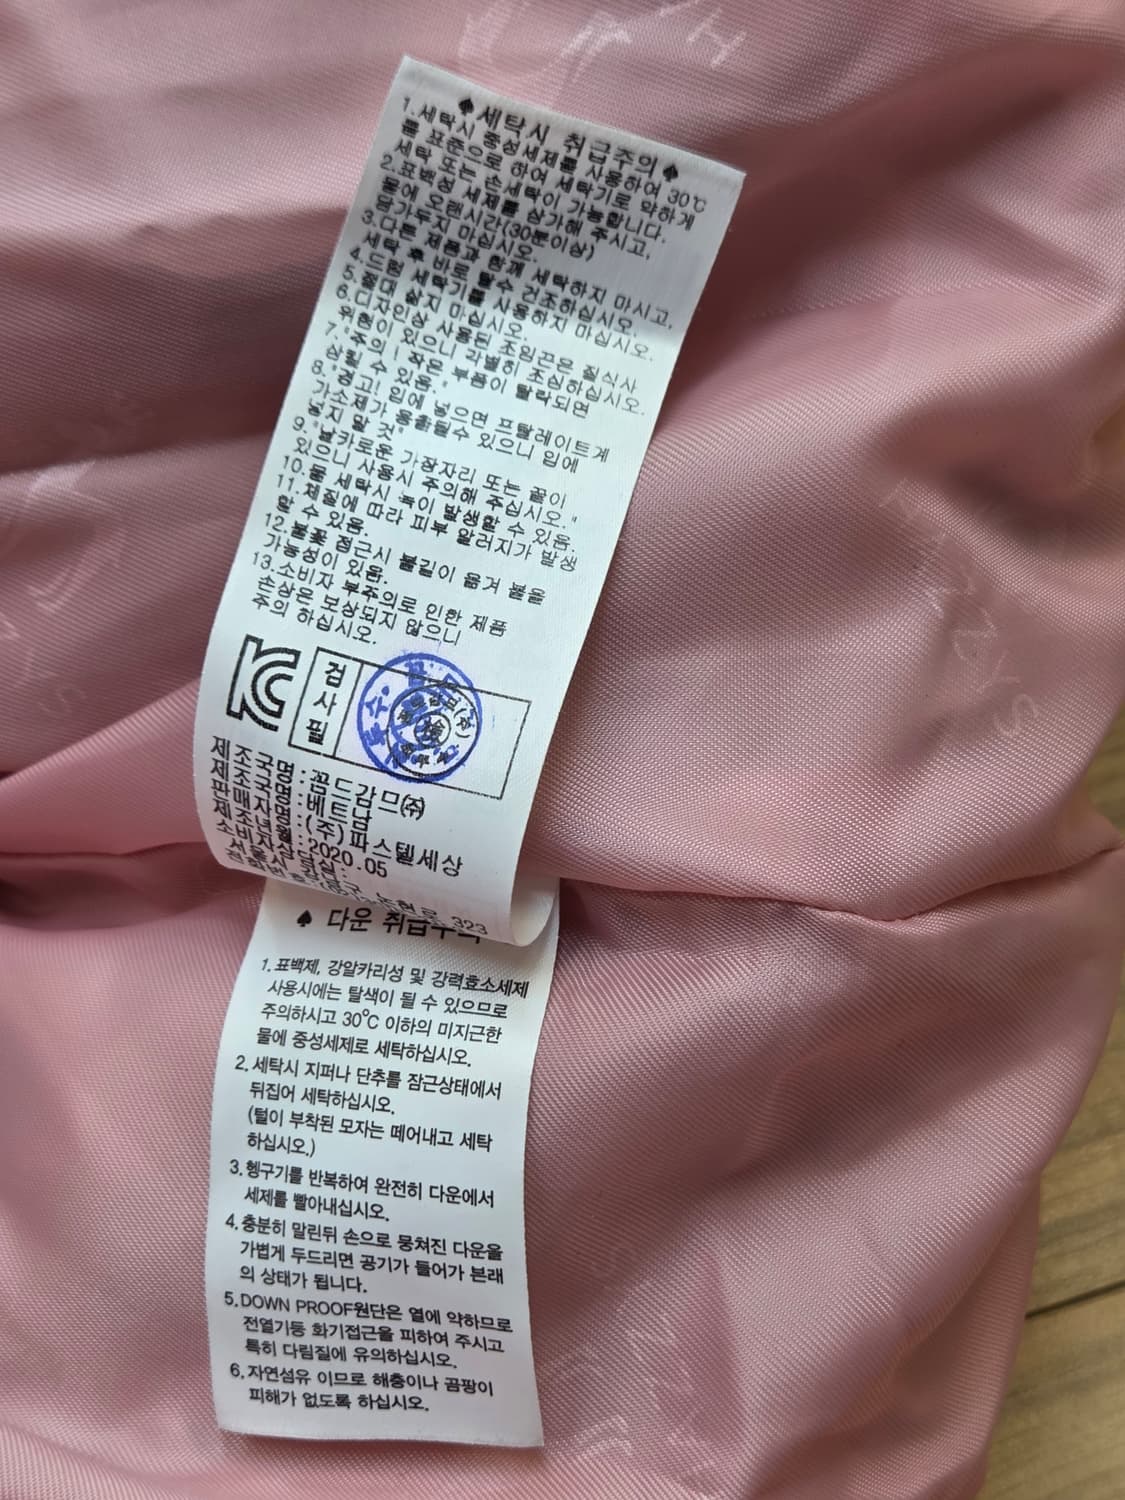 ♠세탁시 취급주의♠
1.세탁시 중성세제를 사용하여 30℃
물 표준으로 하여 세탁기로 약하게
세탁 또는 손세탁이 가능합니다.
2.표백성 세제를 삼가해 주시고,
물에 오랜시간(30분이상)
담가두지 마십시오.
3.다른 제품과 함께 세탁하지 마시고,
세탁 후 바로 탈수 건조하십시오.
4.드럼 세탁기를 사용하지 마십시오.
5.절대 삶지 마십시오.
6.디자인상 사용된 조임끈은 질식사
위험이 있으니 각별히 조심하십시오.
7."주의! 작은 부품이 탈락되면
삼킬 수 있음."
8."경고! 입에 넣으면 프탈레이트계
가소제가 용출될수 있으니 입에
넣지 말 것"
9."날카로운 가장자리 또는 끝이
있으니 사용시 주의해 주십시오."
10.물 세탁시 녹이 발생할 수 있음.
11.체질에 따라 피부 알러지가 발생
할 수 있음.
12.불꽃 접근시 불길이 옮겨 붙을
가능성이 있음.
13.소비자 부주의로 인한 제품
손상은 보상되지 않으니
주의 하십시오.
KC
검사필
제조국명:꼼드감므㈜
제조국명:베트남
판매자명:(주)파스텔세상
제조년월:2020.05
소비자상담실:
서울시 강남구 논현로 323
전화번호:
♠ 다운 취급주의
1.표백제, 강알카리성 및 강력효소세제
사용시에는 탈색이 될 수 있으므로
주의하시고 30℃ 이하의 미지근한
물에 중성세제로 세탁하십시오.
2.세탁시 지퍼나 단추를 잠근상태에서
뒤집어 세탁하십시오.
(털이 부착된 모자는 떼어내고 세탁
하십시오.)
3.헹구기를 반복하여 완전히 다운에서
세제를 빨아내십시오.
4.충분히 말린뒤 손으로 뭉쳐진 다운을
가볍게 두드리면 공기가 들어가 본래
의 상태가 됩니다.
5.DOWN PROOF원단은 열에 약하므로
전열기등 화기접근을 피하여 주시고
특히 다림질에 유의하십시오.
6.자연섬유 이므로 해충이나 곰팡이
피해가 없도록 하십시오.